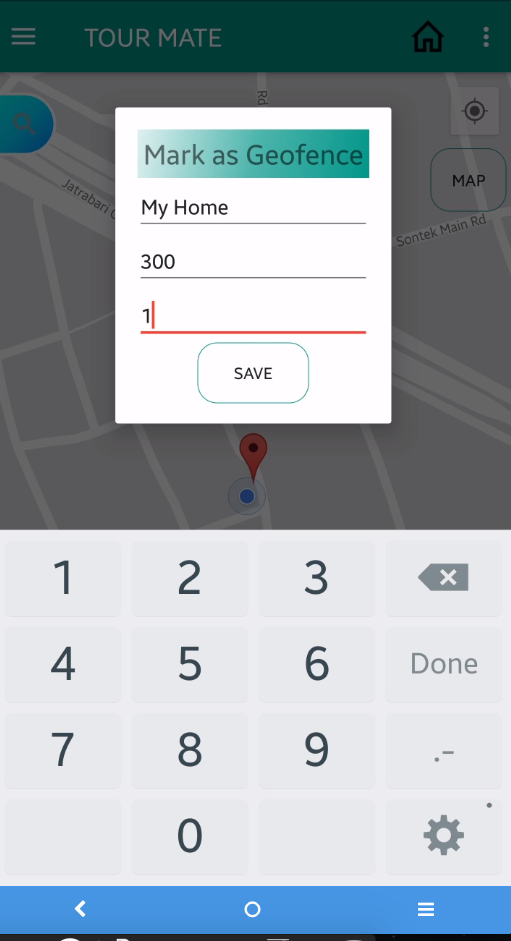 TOUR MATE
Rd
Mark as Geofence
Jatrabari
MAP
My Home
Sontek Main Rd
300
1
SAVE
1 2 3
4 5 6 Done
7 8 9 .-
0